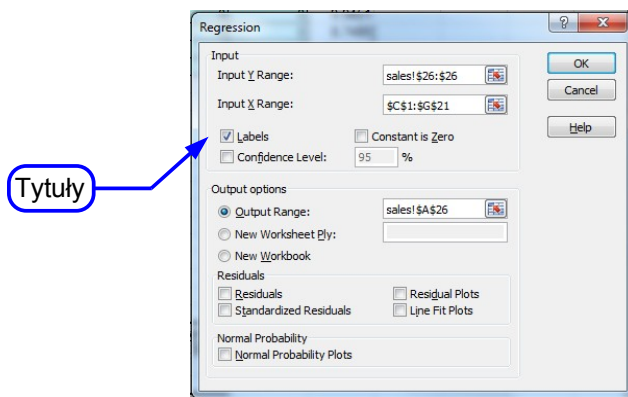 Regression
Input
Input Y Range: sales!$26:$26
Input X Range: $C$1:$G$21
Labels Constant is Zero
Confidence Level: 95 %
Output options
Output Range: sales!$A$26
New Worksheet Ply:
New Workbook
Residuals
Residuals Residual Plots
Standardized Residuals Line Fit Plots
Normal Probability
Normal Probability Plots
OK
Cancel
Help
Tytuły